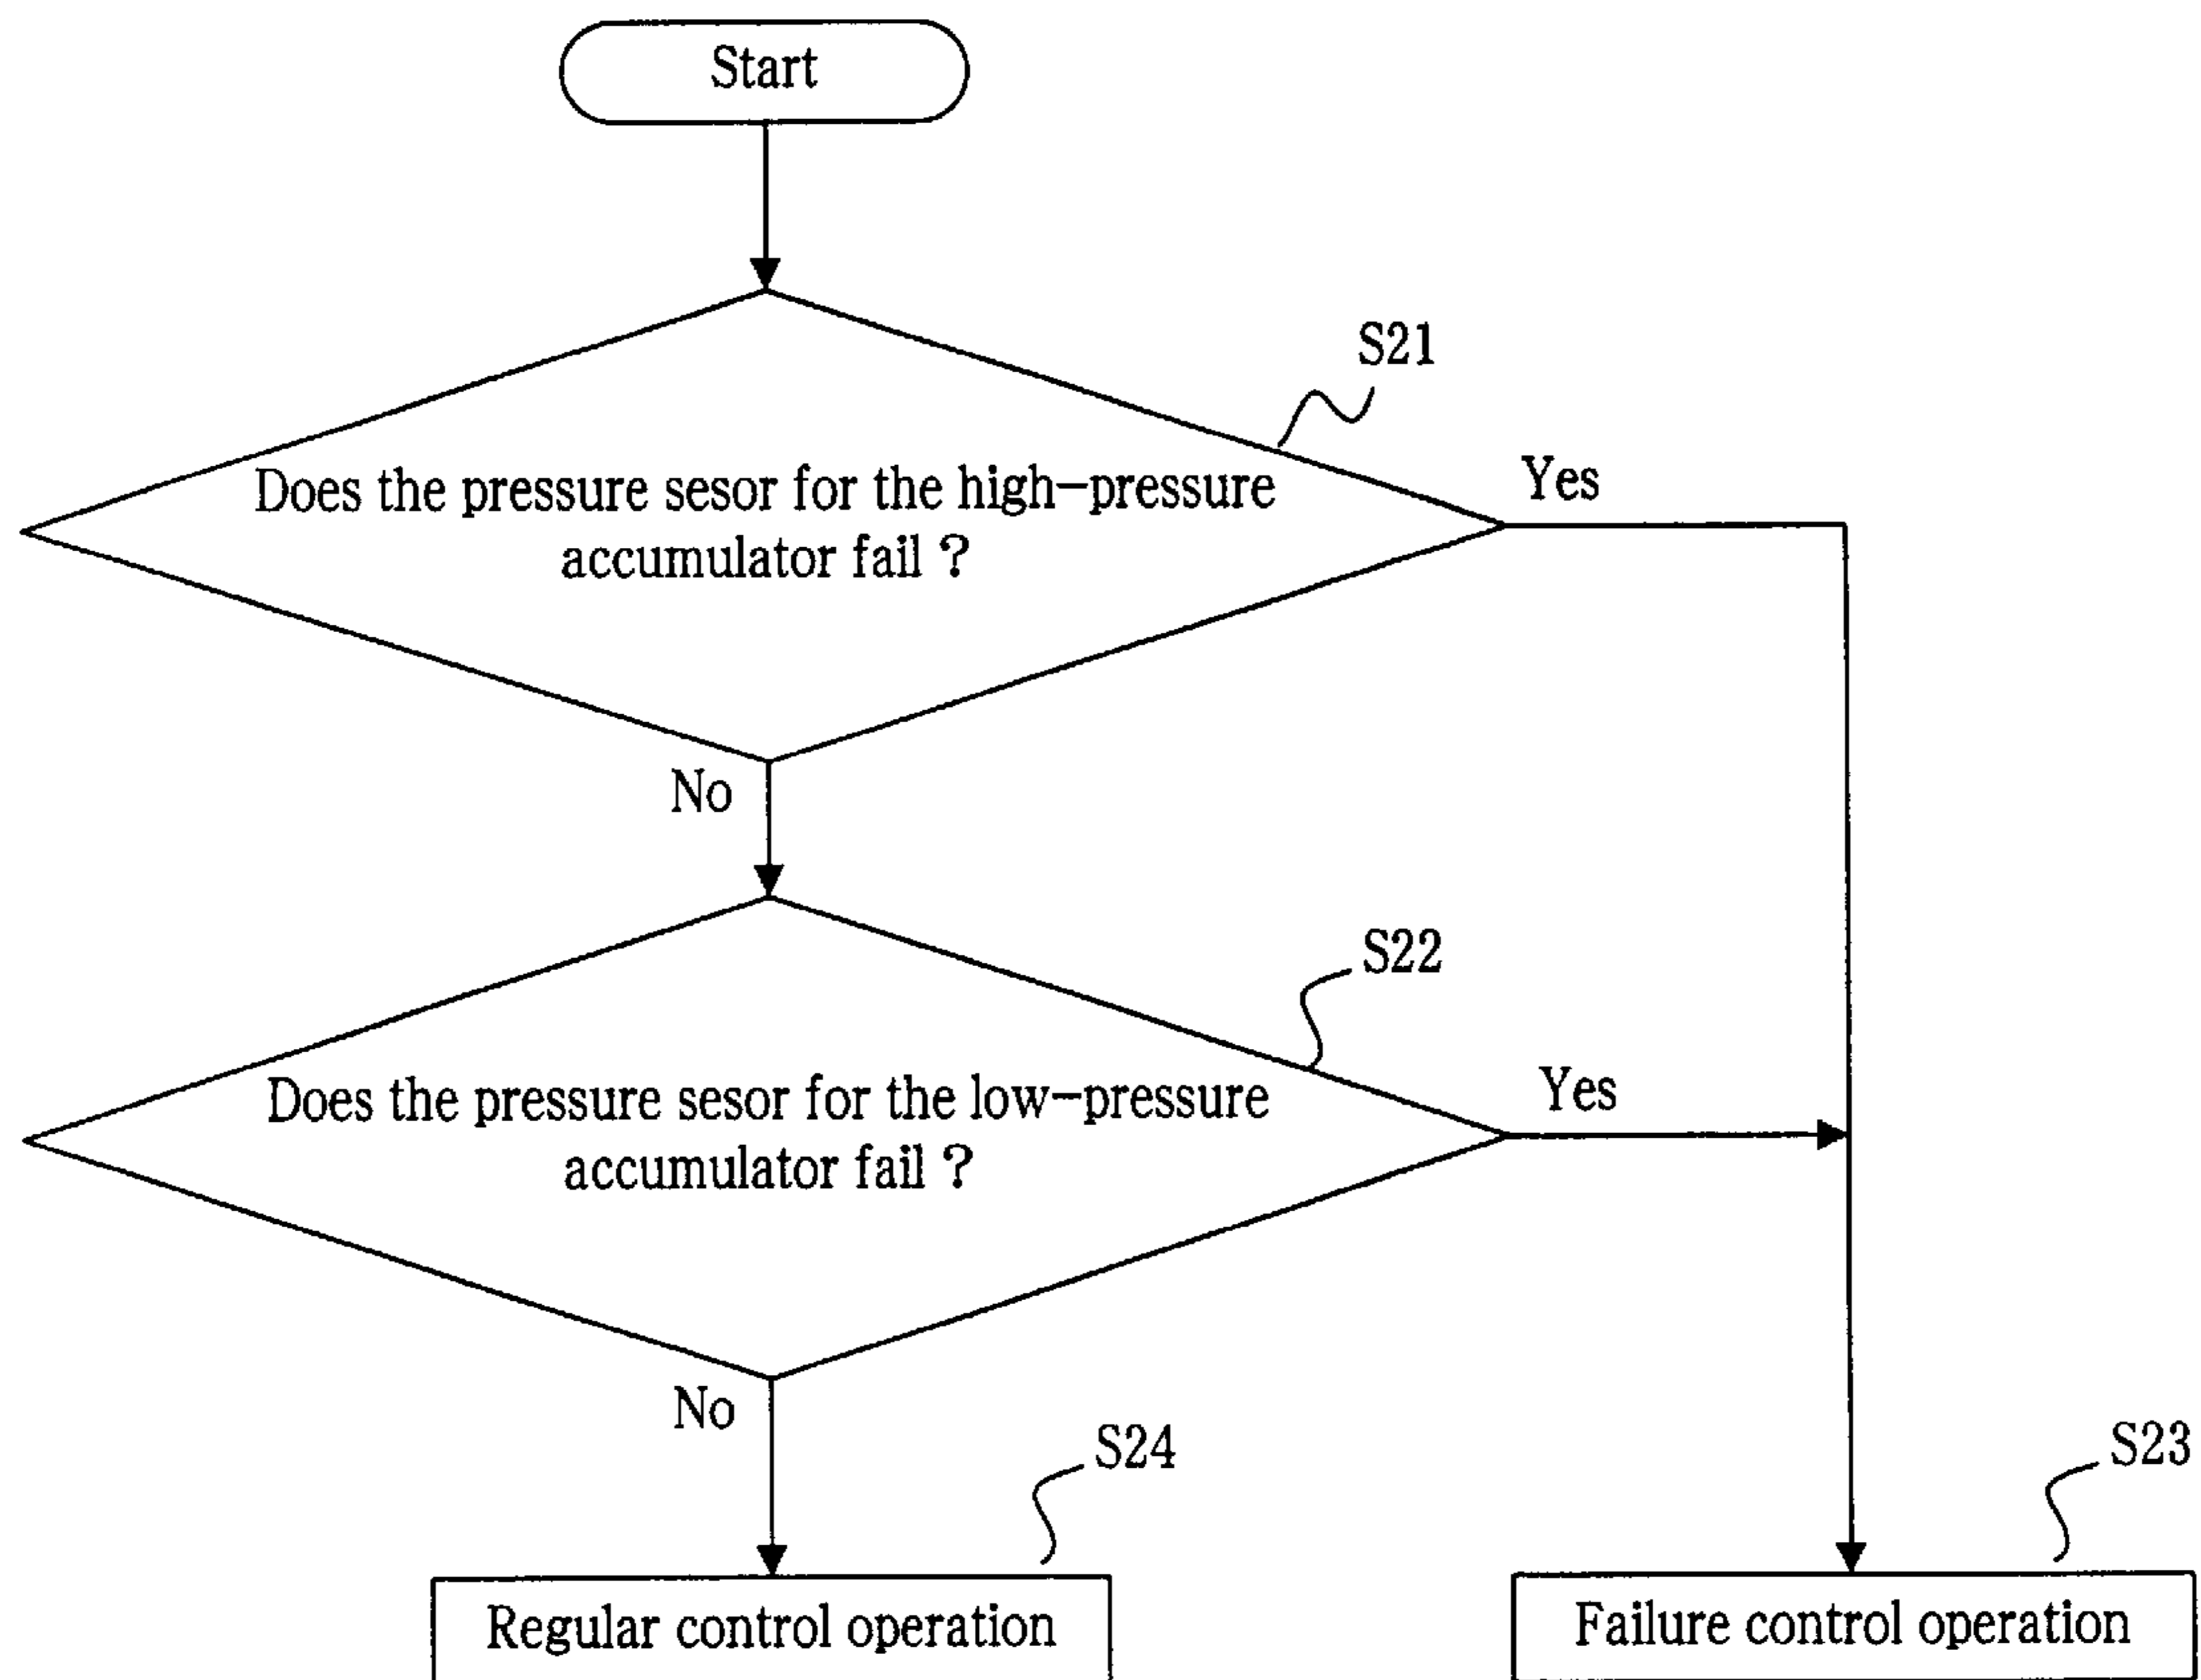 Start
S21
Does the pressure sesor for the high-pressure
accumulator fail ?
Yes
No
S22
Does the pressure sesor for the low-pressure
accumulator fail ?
Yes
No
S24
S23
Regular control operation
Failure control operation